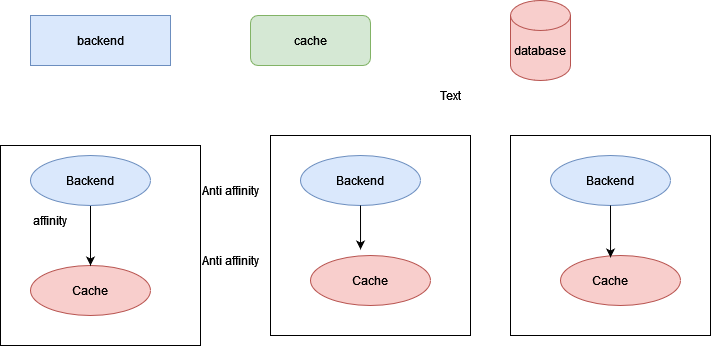 backend
cache
database
Text
Backend
Backend
Backend
Anti affinity
affinity
Anti affinity
Cache
Cache
Cache